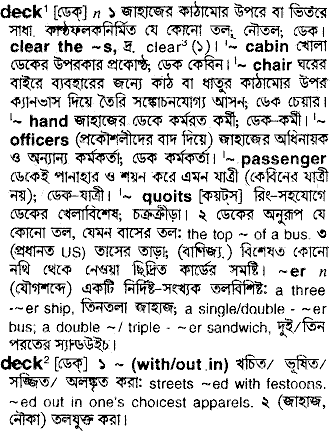 deck¹ [ডেক্] n ১ জাহাজের কাঠামোর উপরে বা ভিতরে
সাধা. কাষ্ঠফলকনির্মিত যে কোনো তল, নৌতল; ডেক।
clear the ~s, দ্র. clear³ (১)। '~ cabin খোলা
ডেকের উপরকার প্রকোষ্ঠ; ডেক কেবিন। '~ chair ঘরের
বাইরে ব্যবহারের জন্যে কাঠ বা ধাতুর কাঠামোর উপর
ক্যানভাস দিয়ে তৈরি সঙ্কোচনযোগ্য আসন; ডেক চেয়ার।
'~ hand জাহাজের ডেকে কর্মরত কর্মী; ডেক-কর্মী। ~
officers (প্রকৌশলীদের বাদ দিয়ে) জাহাজের অধিনায়ক
ও অন্যান্য কর্মকর্তা; ডেক কর্মকর্তা। '~ passenger
ডেকেই পানাহার ও শয়ন করে এমন যাত্রী (কেবিনের যাত্রী
নয়); ডেক-যাত্রী। '~ quoits [কয়ট্স্] রিং-সহযোগে
ডেকের খেলাবিশেষ; চক্রক্রীড়া। ২ ডেকের অনুরূপ যে
কোনো তল, যেমন বাসের তল: the top ~ of a bus. ৩
(প্রধানত US) তাসের তাড়া; (বাণিজ্য.) বিশেষত কোনো
নথি থেকে নেওয়া ছিদ্রিত কার্ডের সমষ্টি। ~er n
(যৌগশব্দে) একটি নির্দিষ্ট-সংখ্যক তলবিশিষ্ট: a three
-~er ship, তিনতলা জাহাজ; a single/double - ~er
bus; a double ~/ triple - ~er sandwich, দুই/তিন
পরতের স্যান্ডউইচ।
deck² [ডেক্] ১ ~ (with/out in) খচিত/ ভূষিত/
সজ্জিত/ অলঙ্কৃত করা: streets ~ed with festoons.
~ed out in one's choicest apparels. ২ (জাহাজ,
নৌকা) তলযুক্ত করা।